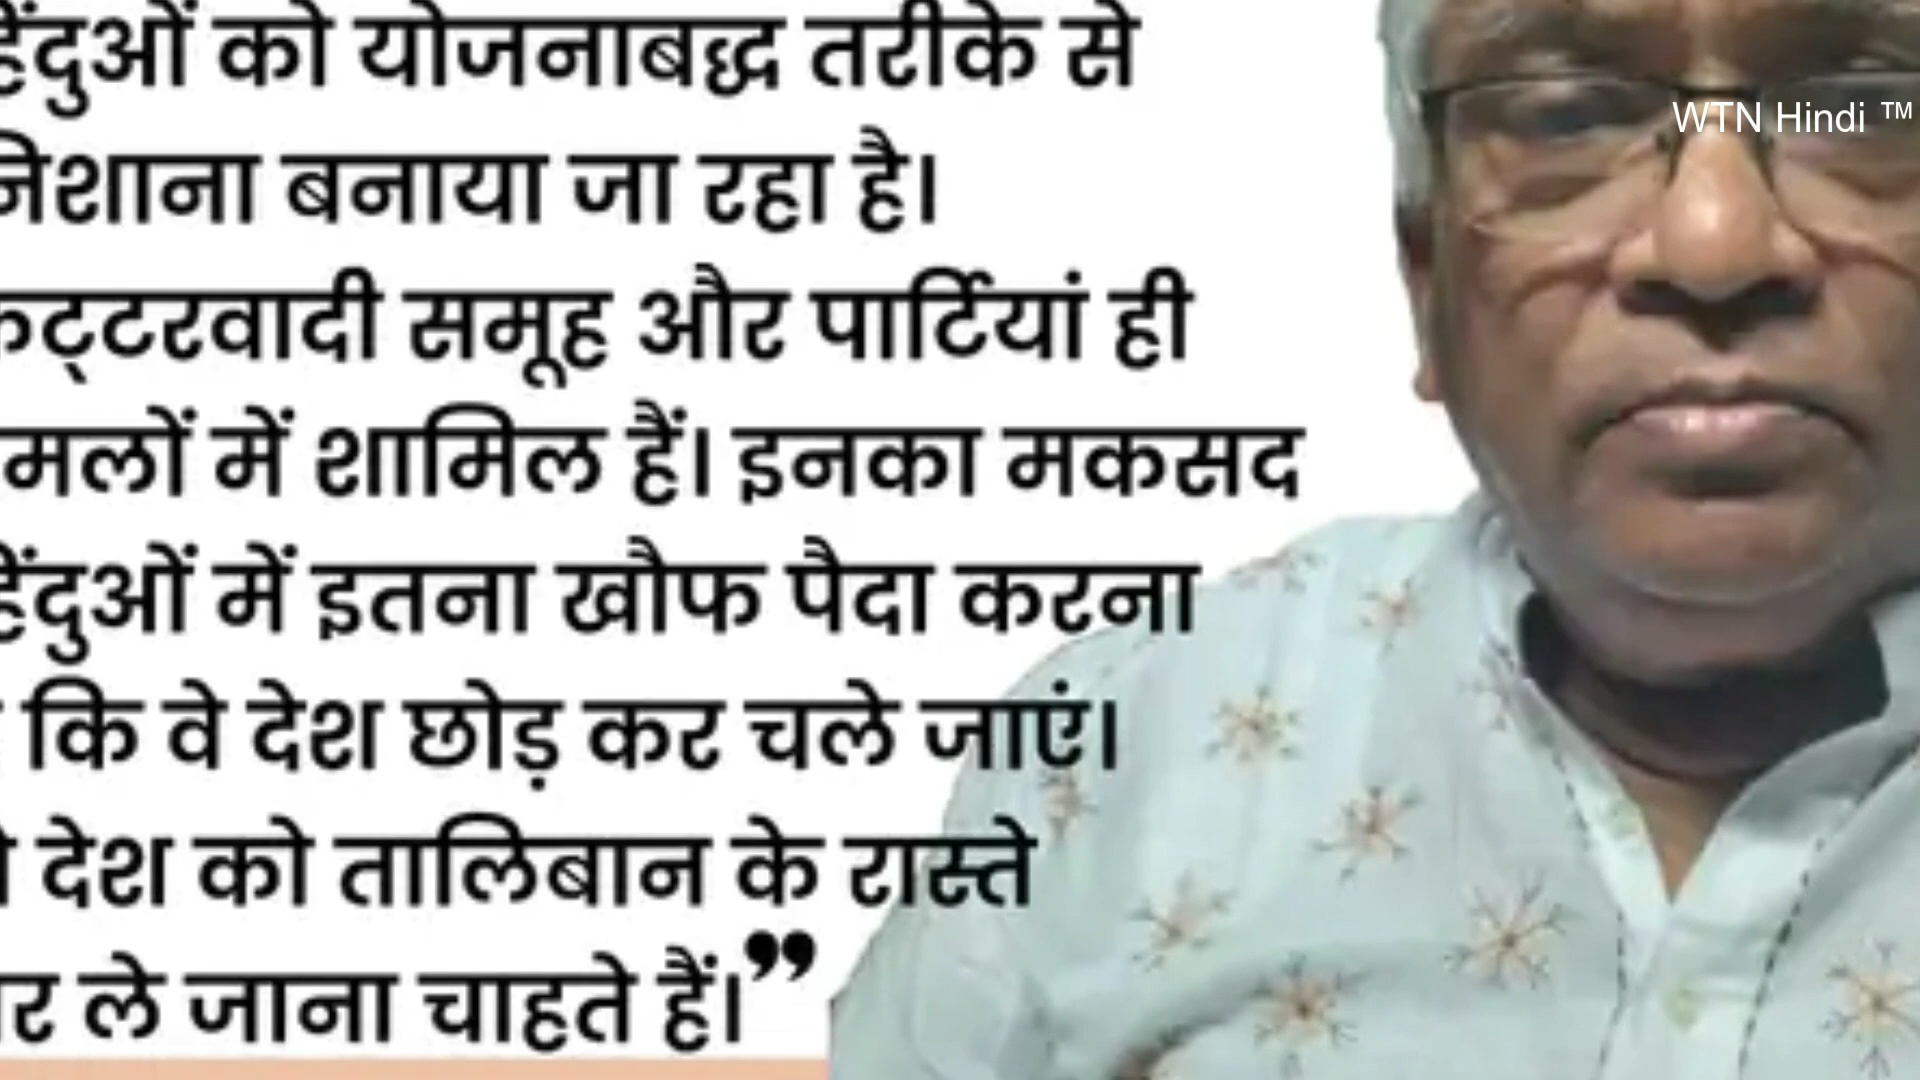 हिंदुओं को योजनाबद्ध तरीके से
निशाना बनाया जा रहा है।
कट्टरवादी समूह और पार्टियां ही
में शामिल हैं। इनका मकसद
हिंदुओं में इतना खौफ पैदा करना
कि वे देश छोड़ कर चले जाएं।
देश को तालिबान के रास्ते
ले जाना चाहते हैं।”
WTN Hindi ™